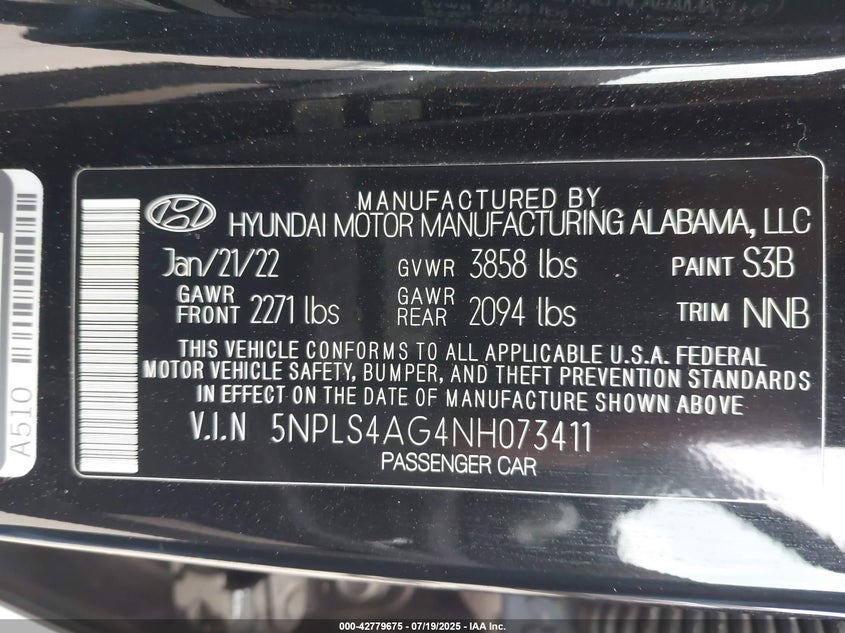 MANUFACTURED BY
HYUNDAI MOTOR MANUFACTURING ALABAMA, LLC
Jan/21/22 GVWR 3858 lbs PAINT S3B
GAWR FRONT 2271 lbs GAWR REAR 2094 lbs TRIM NNB
THIS VEHICLE CONFORMS TO ALL APPLICABLE U.S.A. FEDERAL
MOTOR VEHICLE SAFETY, BUMPER, AND THEFT PREVENTION STANDARDS
IN EFFECT ON THE DATE OF MANUFACTURE SHOWN ABOVE
V.I.N 5NPLS4AG4NH073411
PASSENGER CAR
A510
000-42779675 / 07/19/2025 - IAA Inc.